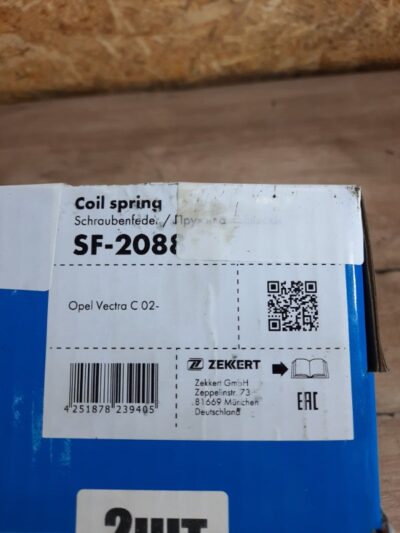 Coil spring
Schraubenfeder /
SF-2088
Opel Vectra C 02-
ZEKKERT
4 251878 239405
Zekkert GmbH
Zeppelinstr. 73
81669 München
Deutschland
EAC
2шт